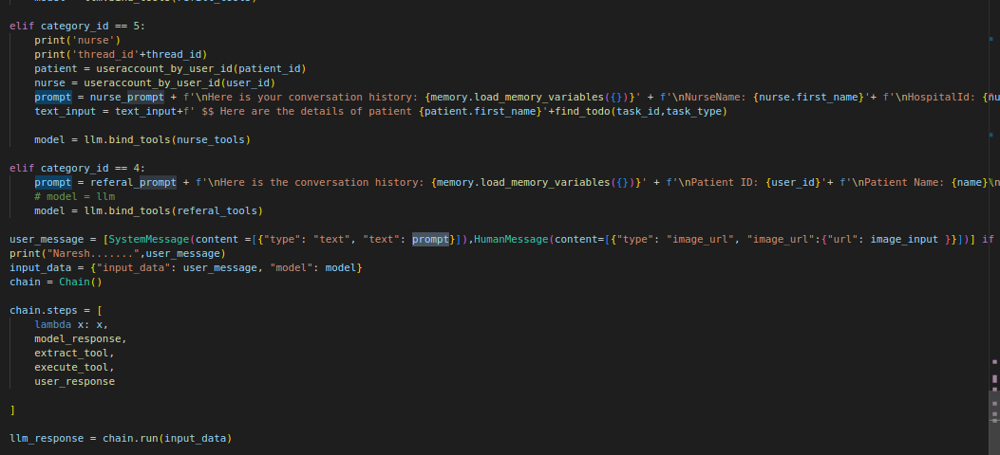 model = llm.bind_tools(referal_tools)
elif category_id == 5:
print('nurse')
print('thread_id'+thread_id)
patient = useraccount_by_user_id(patient_id)
nurse = useraccount_by_user_id(user_id)
prompt = nurse_prompt + f'\nHere is your conversation history: {memory.load_memory_variables({})}' + f'\nNurseName: {nurse.first_name}'+ f'\nHospitalId: {nu
text_input = text_input+f' $$ Here are the details of patient {patient.first_name}'+find_todo(task_id,task_type)
model = llm.bind_tools(nurse_tools)
elif category_id == 4:
prompt = referal_prompt + f'\nHere is the conversation history: {memory.load_memory_variables({})}' + f'\nPatient ID: {user_id}'+ f'\nPatient Name: {name}\n
# model = llm
model = llm.bind_tools(referal_tools)
user_message = [SystemMessage(content =[{"type": "text", "text": prompt}]),HumanMessage(content=[{"type": "image_url", "image_url":{"url": image_input }}])] if
print("Naresh.......",user_message)
input_data = {"input_data": user_message, "model": model}
chain = Chain()
chain.steps = [
lambda x: x,
model_response,
extract_tool,
execute_tool,
user_response
]
llm_response = chain.run(input_data)